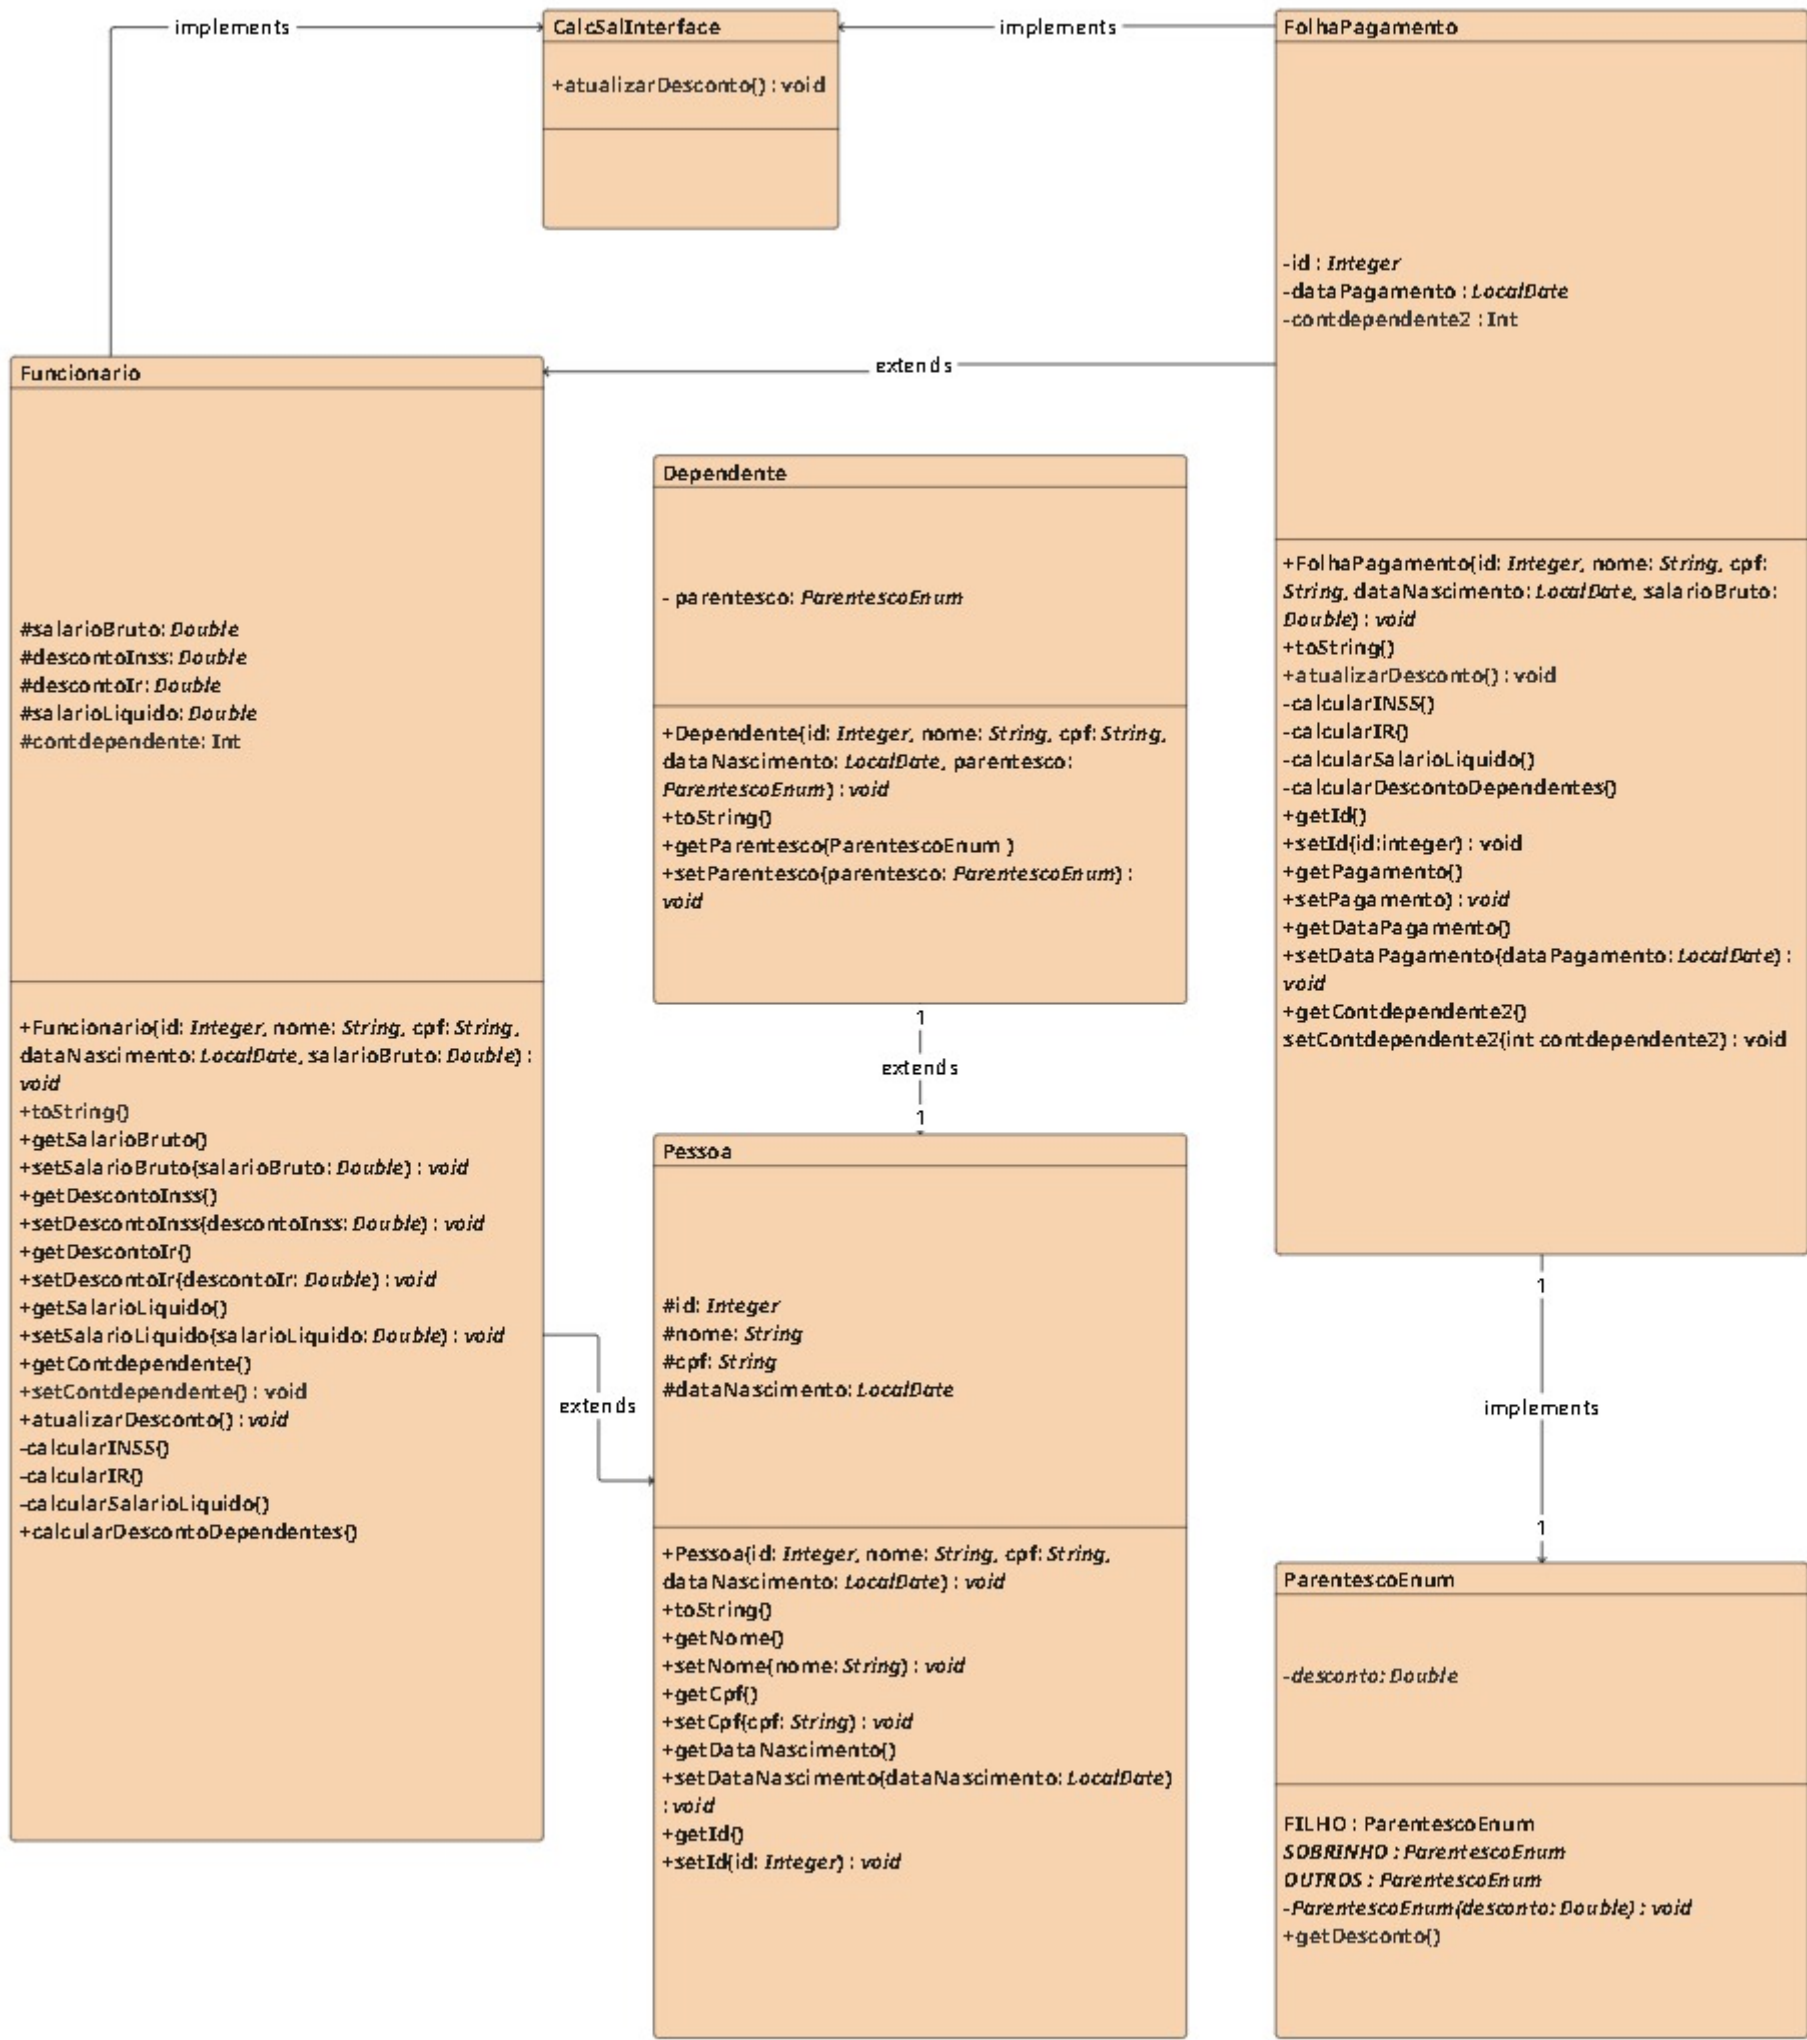 implements
CalcSalInterface
+atualizarDesconto() : void
implements
FolhaPagamento
-id : Integer
-dataPagamento : LocalDate
-contdependente2 : Int
+FolhaPagamento(id: Integer, nome: String, cpf:
String, dataNascimento: LocalDate, salarioBruto:
Double) : void
+toString()
+atualizarDesconto() : void
-calcularINSS()
-calcularIR()
-calcularSalarioLiquido()
-calcularDescontoDependentes()
+getId()
+setId(id:integer) : void
+getPagamento()
+setPagamento) : void
+getDataPagamento()
+setDataPagamento(dataPagamento: LocalDate) :
void
+getContdependente2()
setContdependente2(int contdependente2) : void
extends
Funcionario
#salarioBruto: Double
#descontoInss: Double
#descontoIr: Double
#salarioLiquido: Double
#contdependente: Int
+Funcionario(id: Integer, nome: String, cpf: String,
dataNascimento: LocalDate, salarioBruto: Double) :
void
+toString()
+getSalarioBruto()
+setSalarioBruto(salarioBruto: Double) : void
+getDescontoInss()
+setDescontoInss(descontoInss: Double) : void
+getDescontoIr()
+setDescontoIr(descontoIr: Double) : void
+getSalarioLiquido()
+setSalarioLiquido(salarioLiquido: Double) : void
+getContdependente()
+setContdependente() : void
+atualizarDesconto() : void
-calcularINSS()
-calcularIR()
-calcularSalarioLiquido()
+calcularDescontoDependentes()
Dependente
- parentesco: ParentescoEnum
+Dependente(id: Integer, nome: String, cpf: String,
dataNascimento: LocalDate, parentesco:
ParentescoEnum) : void
+toString()
+getParentesco(ParentescoEnum )
+setParentesco(parentesco: ParentescoEnum) :
void
1
extends
1
extends
Pessoa
#id: Integer
#nome: String
#cpf: String
#dataNascimento: LocalDate
+Pessoa(id: Integer, nome: String, cpf: String,
dataNascimento: LocalDate) : void
+toString()
+getNome()
+setNome(nome: String) : void
+getCpf()
+setCpf(cpf: String) : void
+getDataNascimento()
+setDataNascimento(dataNascimento: LocalDate)
: void
+getId()
+setId(id: Integer) : void
1
implements
1
ParentescoEnum
-desconto: Double
FILHO : ParentescoEnum
SOBRINHO : ParentescoEnum
OUTROS : ParentescoEnum
-ParentescoEnum(desconto: Double) : void
+getDesconto()